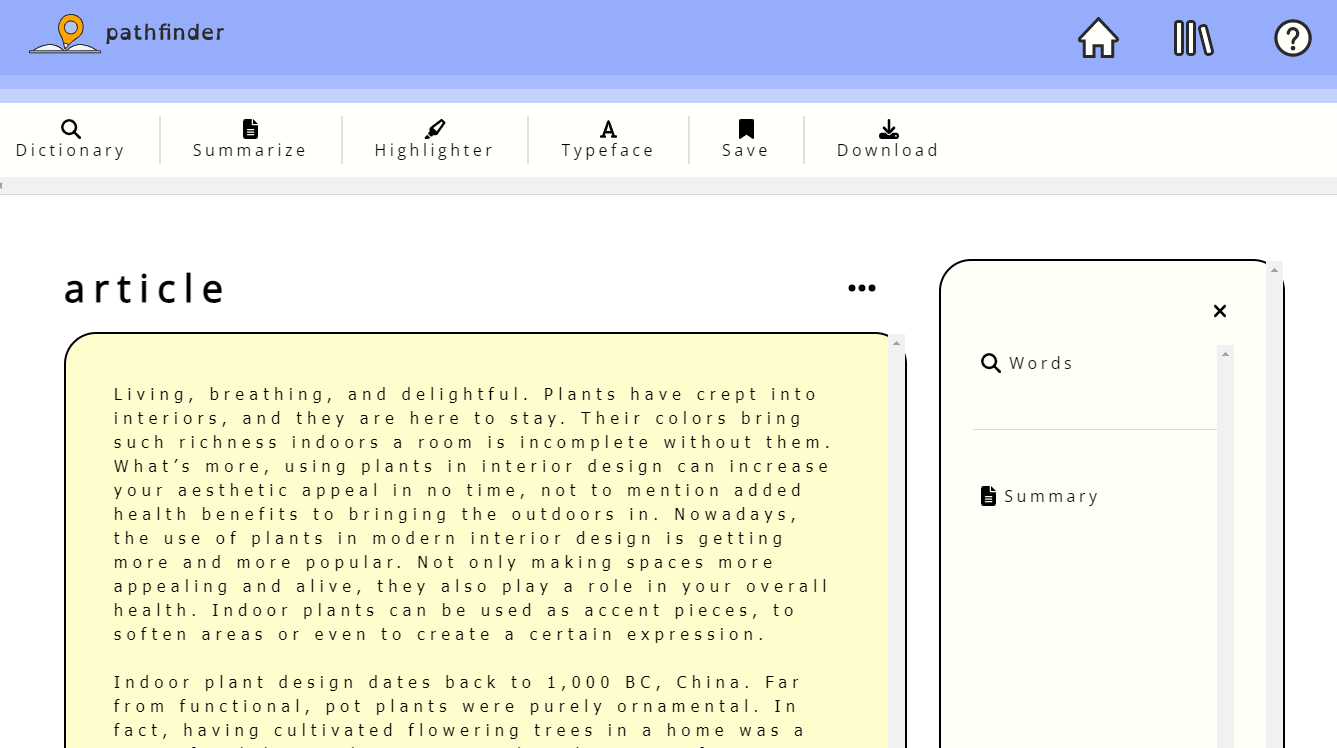 pathfinder
Dictionary
Summarize
Highlighter
Typeface
Save
Download
article
Living, breathing, and delightful. Plants have crept into
interiors, and they are here to stay. Their colors bring
such richness indoors a room is incomplete without them.
What’s more, using plants in interior design can increase
your aesthetic appeal in no time, not to mention added
health benefits to bringing the outdoors in. Nowadays,
the use of plants in modern interior design is getting
more and more popular. Not only making spaces more
appealing and alive, they also play a role in your overall
health. Indoor plants can be used as accent pieces, to
soften areas or even to create a certain expression.
Indoor plant design dates back to 1,000 BC, China. Far
from functional, pot plants were purely ornamental. In
fact, having cultivated flowering trees in a home was a
Words
Summary